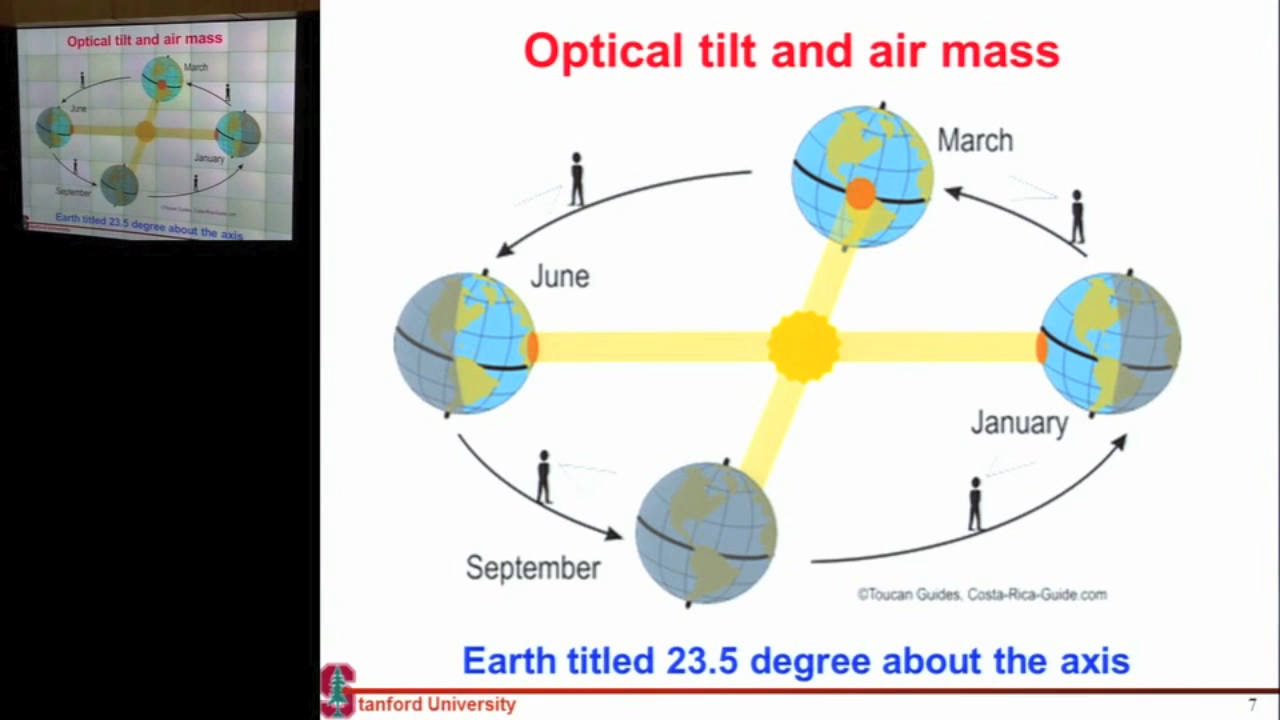 Optical tilt and air mass
March
June
January
September
Earth titled 23.5 degree about the axis
Optical tilt and air mass
March
June
January
September
©Toucan Guides, Costa-Rica-Guide.com
Earth titled 23.5 degree about the axis
Stanford University
7